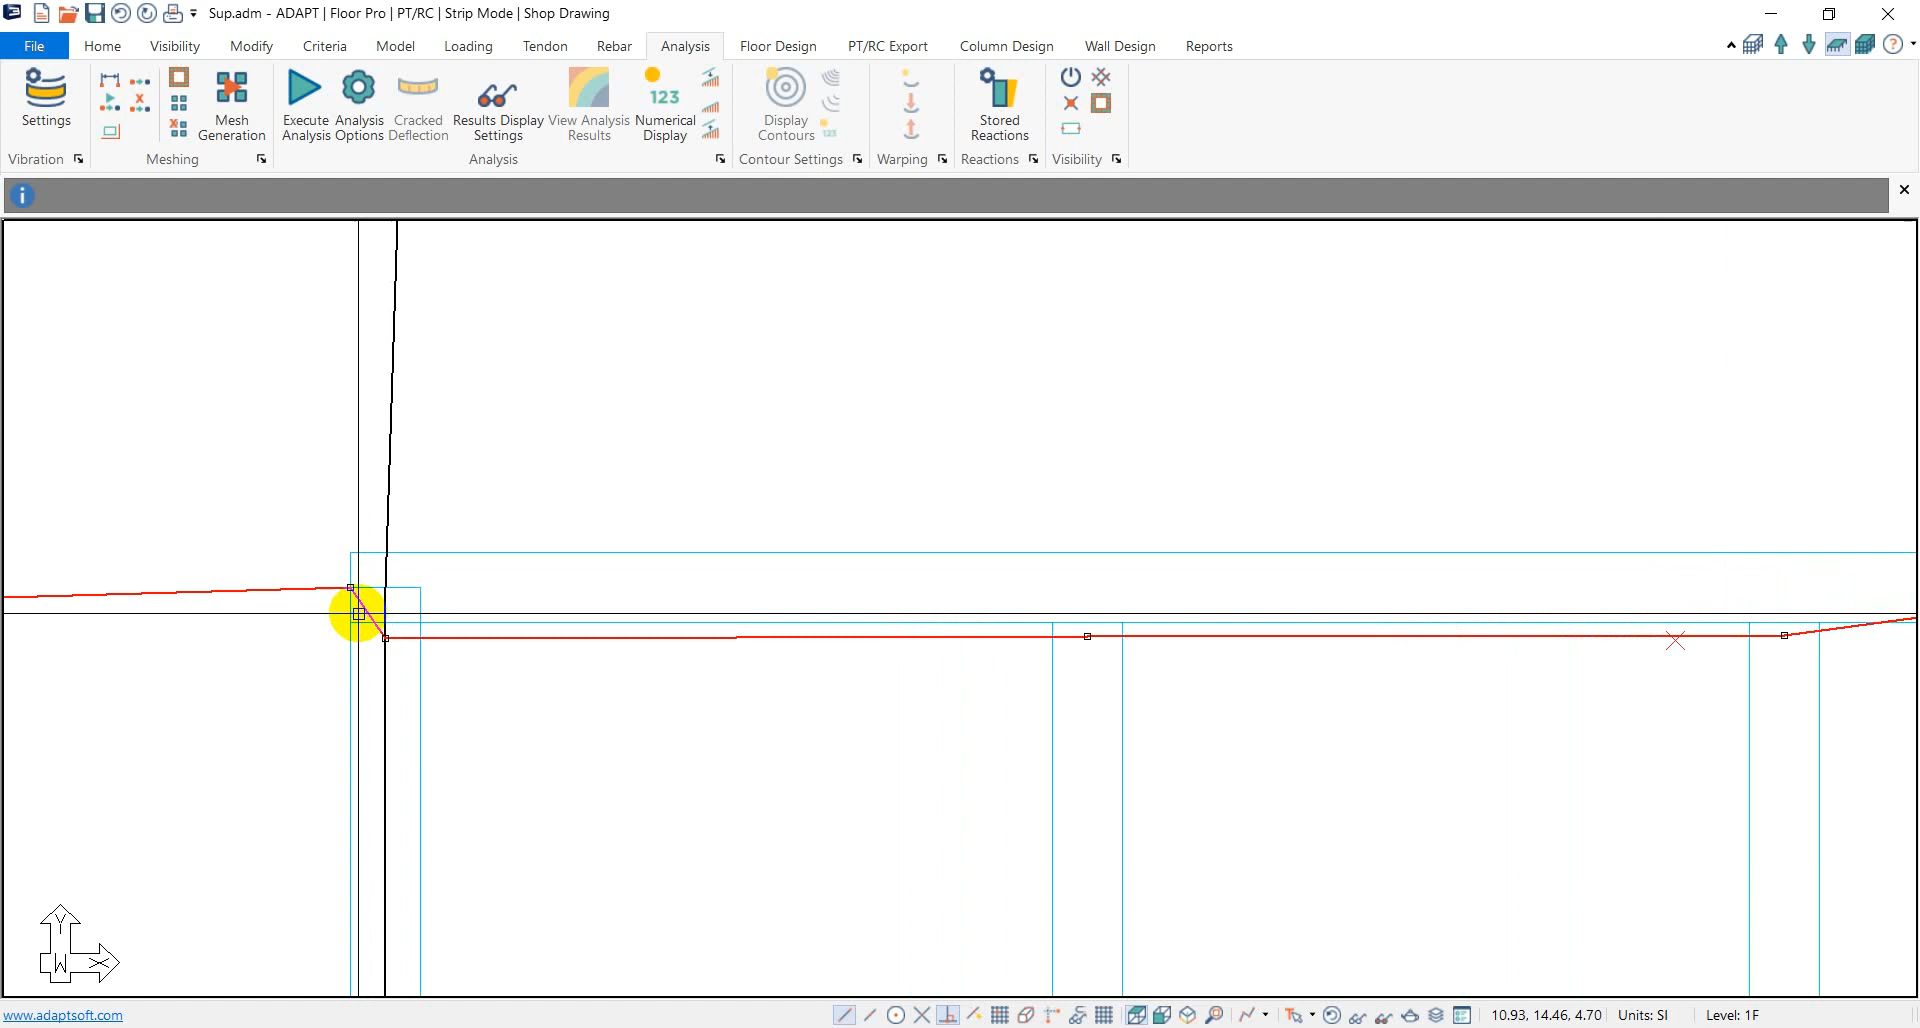 Sup.adm - ADAPT | Floor Pro | PT/RC | Strip Mode | Shop Drawing
File Home Visibility Modify Criteria Model Loading Tendon Rebar Analysis Floor Design PT/RC Export Column Design Wall Design Reports
Settings
Mesh
Generation
Execute
Analysis
Analysis
Options
Cracked
Deflection
Results Display
Settings
View Analysis
Results
123
Numerical
Display
Display
Contours
123
Stored
Reactions
Vibration Meshing Analysis Contour Settings Warping Reactions Visibility
Y
W X
www.adaptsoft.com
10.93, 14.46, 4.70 Units: SI Level: 1F